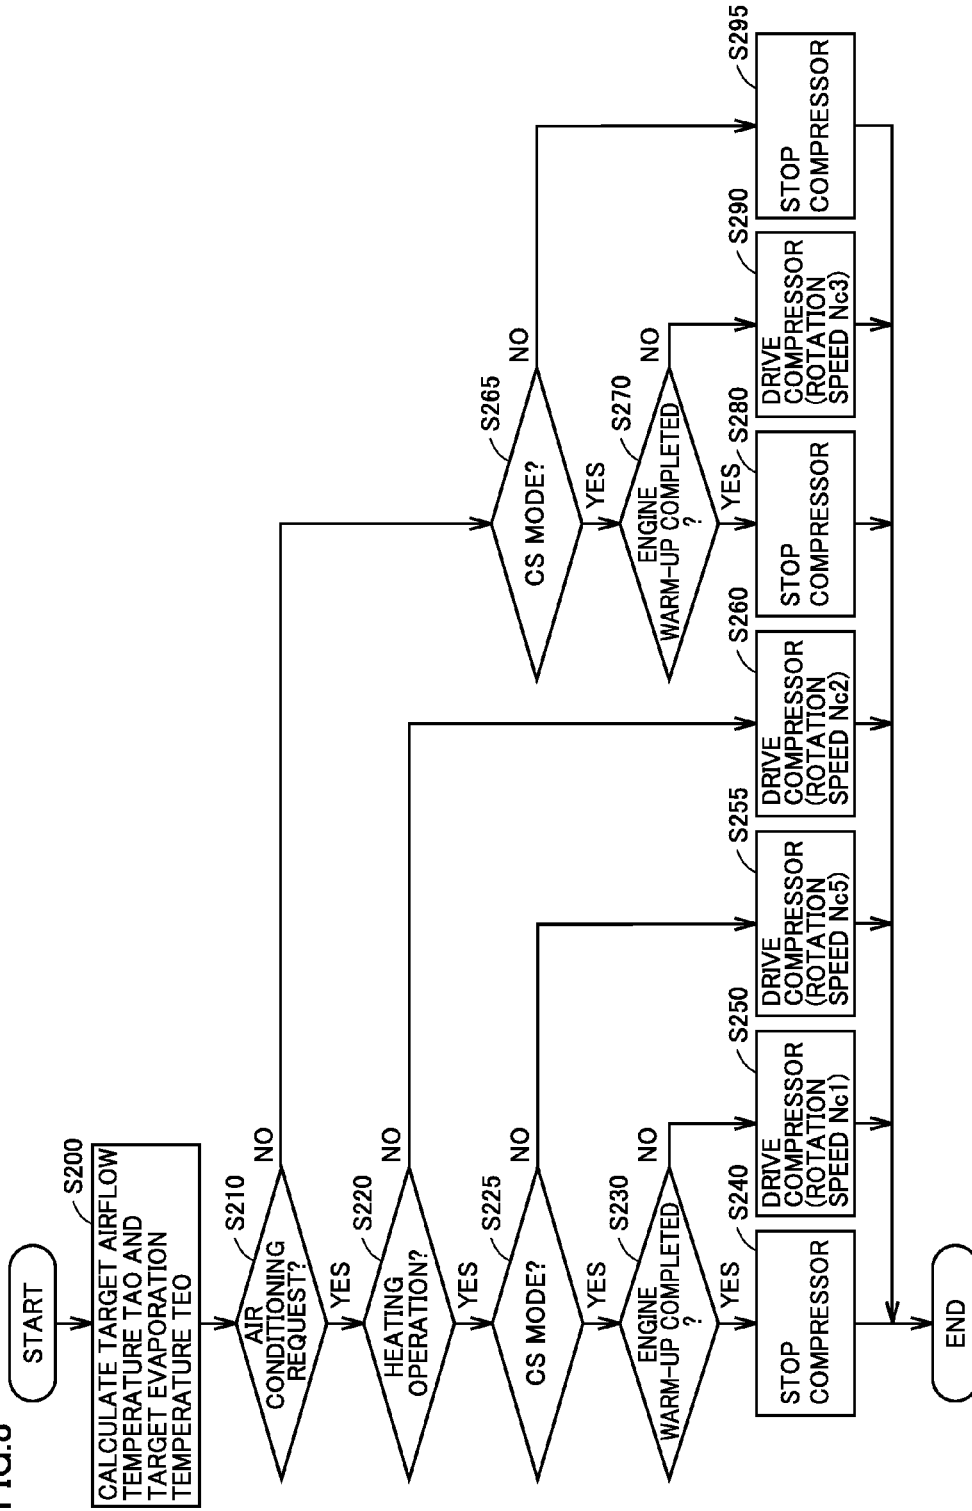 FIG.8
START
S200
CALCULATE TARGET AIRFLOW
TEMPERATURE TAO AND
TARGET EVAPORATION
TEMPERATURE TEO
S210
AIR
CONDITIONING
REQUEST?
NO
YES
S220
HEATING
OPERATION?
NO
YES
S225
CS MODE?
NO
YES
S230
ENGINE
WARM-UP COMPLETED
?
NO
YES
S265
CS MODE?
NO
YES
S270
ENGINE
WARM-UP COMPLETED
?
NO
YES
S240
STOP
COMPRESSOR
S250
DRIVE
COMPRESSOR
(ROTATION
SPEED Nc1)
S255
DRIVE
COMPRESSOR
(ROTATION
SPEED Nc5)
S260
DRIVE
COMPRESSOR
(ROTATION
SPEED Nc2)
S280
STOP
COMPRESSOR
S290
DRIVE
COMPRESSOR
(ROTATION
SPEED Nc3)
S295
STOP
COMPRESSOR
END